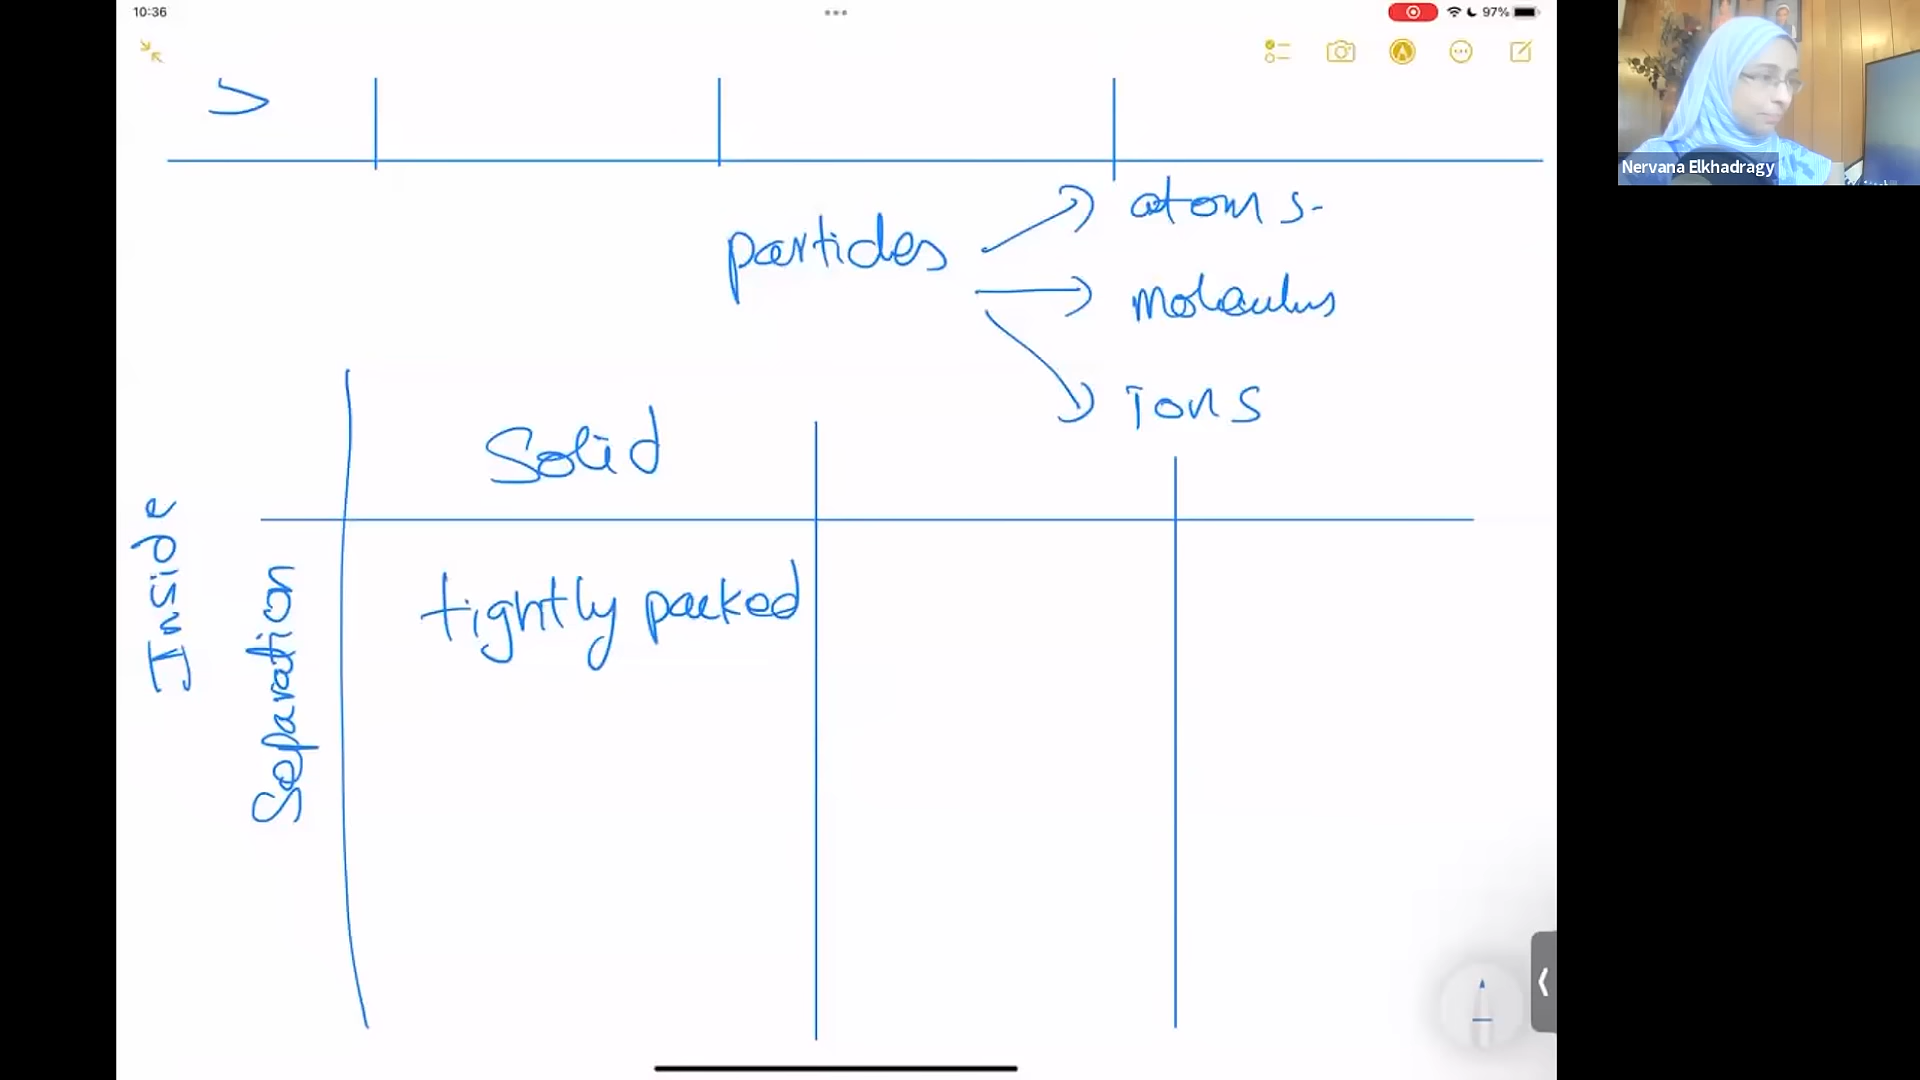 10:36
97%
Nervana Elkhadragy
particles
atoms
molecules
Ions
Solid
Inside
Separation
tightly packed